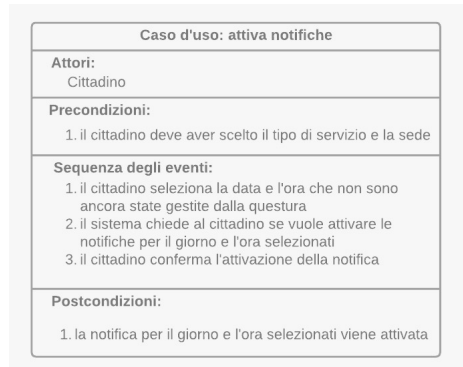 Caso d'uso: attiva notifiche
Attori:
Cittadino
Precondizioni:
1. il cittadino deve aver scelto il tipo di servizio e la sede
Sequenza degli eventi:
1. il cittadino seleziona la data e l'ora che non sono
ancora state gestite dalla questura
2. il sistema chiede al cittadino se vuole attivare le
notifiche per il giorno e l'ora selezionati
3. il cittadino conferma l'attivazione della notifica
Postcondizioni:
1. la notifica per il giorno e l'ora selezionati viene attivata